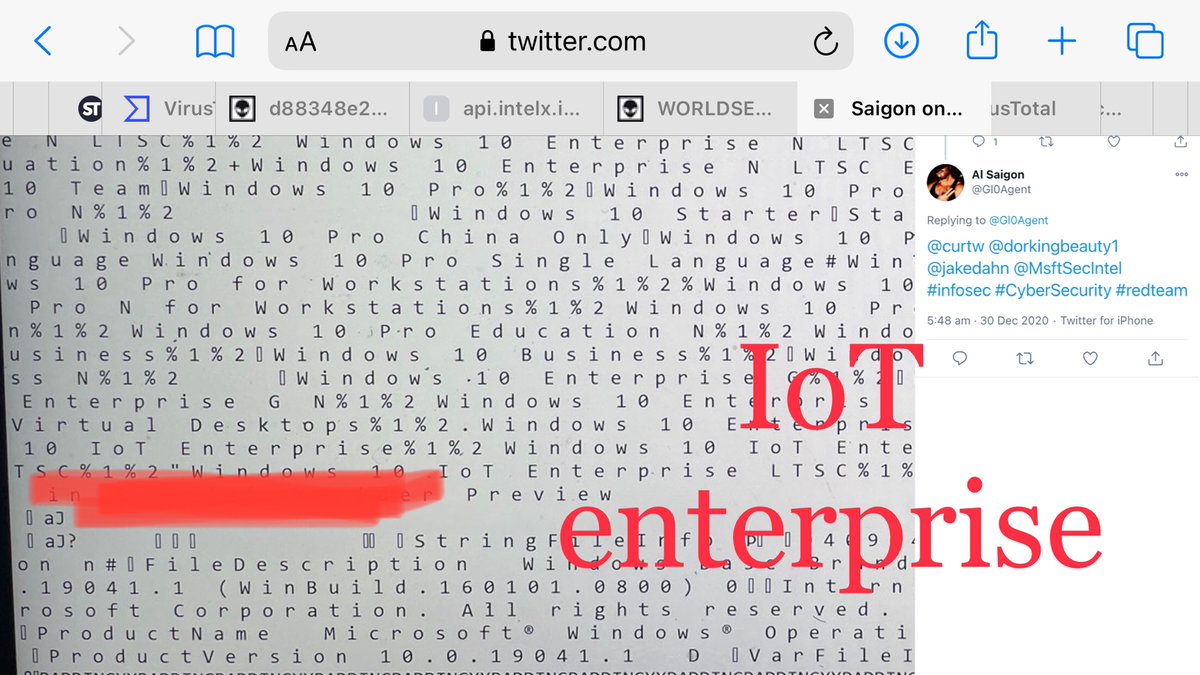 AA twitter.com
ST VirusT d88348e2... api.intelx.i... WORLDSE... Saigon on... usTotal c...
e N LTSC%1%2 Windows 10 Enterprise N LTSC
uation%1%2+Windows 10 Enterprise N LTSC E
10 Team▯Windows 10 Pro%1%2▯Windows 10 Pro
ro N%1%2 ▯Windows 10 Starter▯Sta
▯Windows 10 Pro China Only▯Windows 10 P
nguage Windows 10 Pro Single Language#Win
ws 10 Pro for Workstations%1%2%Windows 10
Pro N for Workstations%1%2 Windows 10 Pr
n%1%2 Windows 10 Pro Education N%1%2 Windo
usiness%1%2▯Windows 10 Business%1%2▯Windo
ss N%1%2 ▯Windows 10 Enterprise G%1%2▯
Enterprise G N%1%2 Windows 10 Enterpris
Virtual Desktops%1%2.Windows 10 Enterpris
10 IoT Enterprise%1%2 Windows 10 IoT Ente
TSC%1%2"Windows 10 IoT Enterprise LTSC%1%
in er Preview
▯aJ
▯aJ? ▯▯▯ ▯▯ ▯StringFileInfo
on n#▯FileDescription Windows
.19041.1 (WinBuild.160101.0800) 0▯▯Intern
rosoft Corporation. All rights reserved.
▯ProductName Microsoft® Windows® Operati
▯ProductVersion 10.0.19041.1 D ▯VarFileI
IoT
enterprise
1
Al Saigon
@GI0Agent
Replying to @GI0Agent
@curtw @dorkingbeauty1
@jakedahn @MsftSecIntel
#infosec #CyberSecurity #redteam
5:48 am · 30 Dec 2020 · Twitter for iPhone